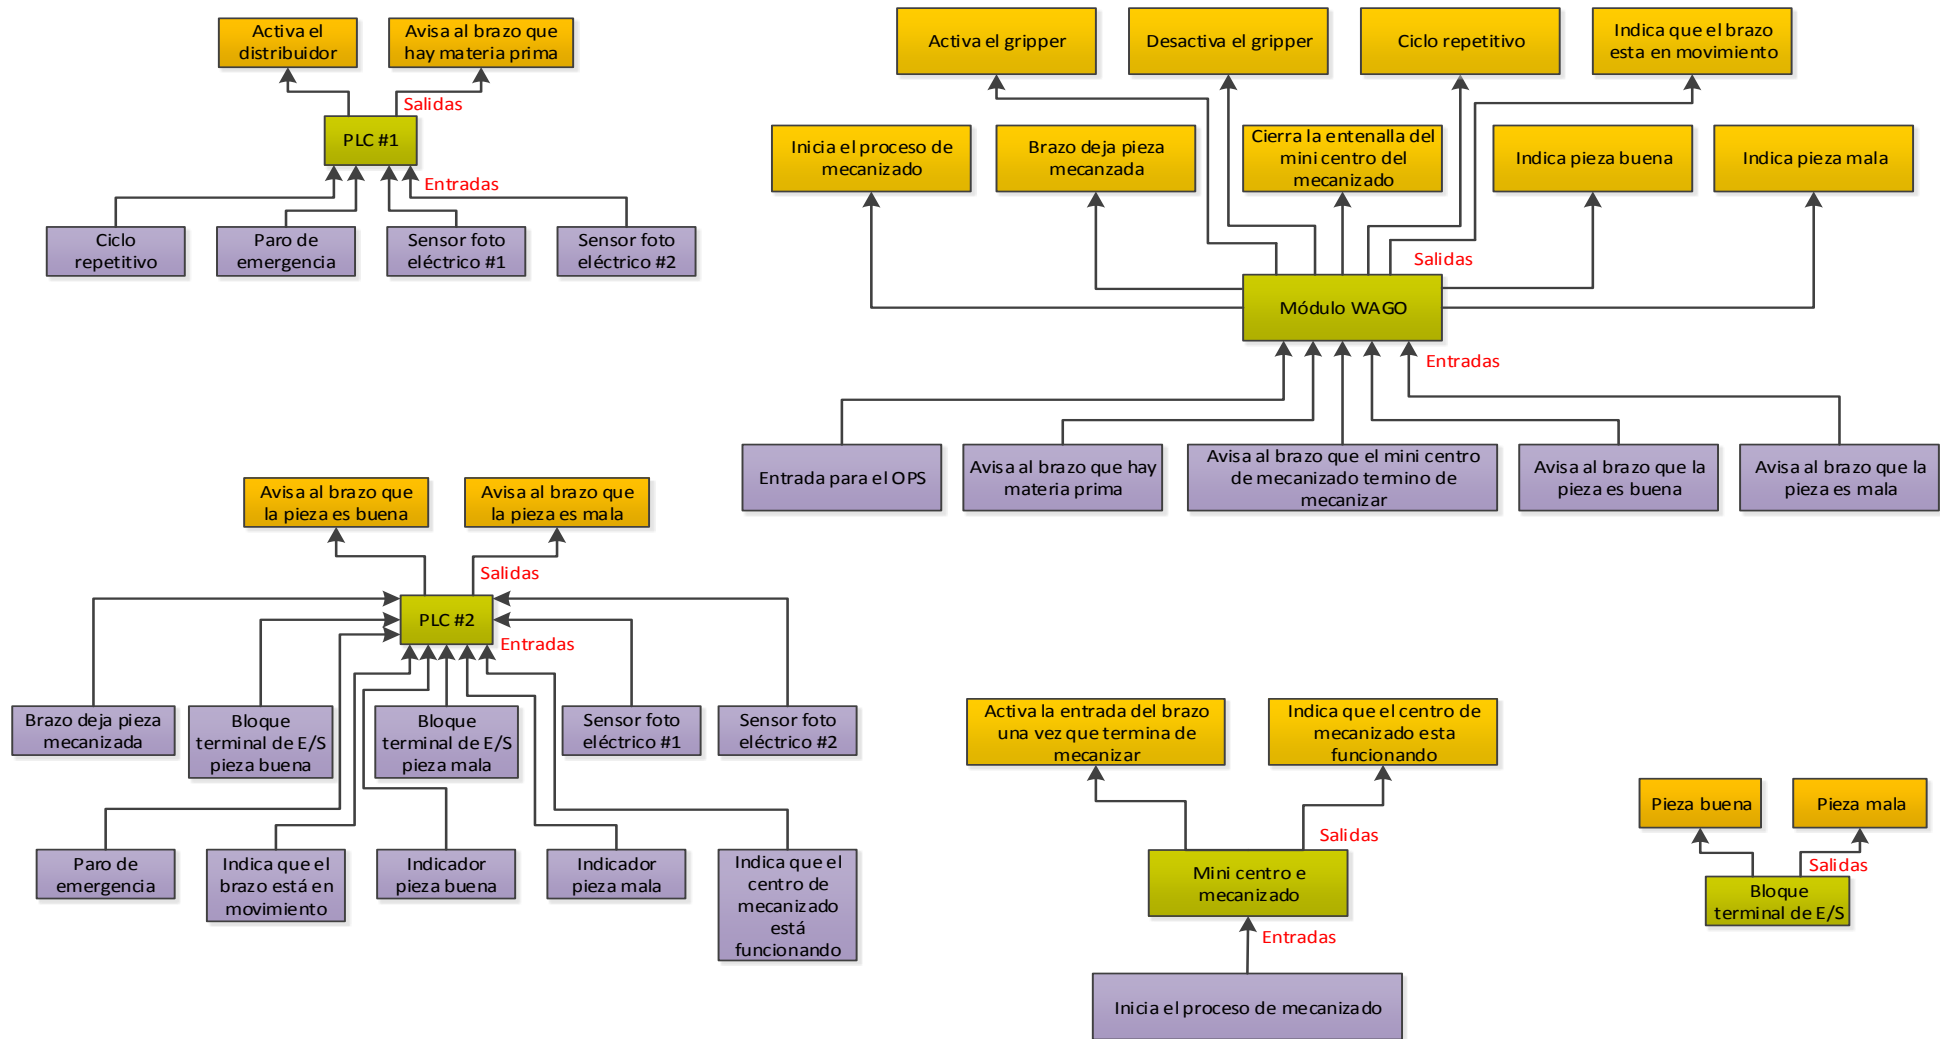 Activa el
distribuidor
Avisa al brazo que
hay materia prima
Salidas
PLC #1
Entradas
Ciclo
repetitivo
Paro de
emergencia
Sensor foto
eléctrico #1
Sensor foto
eléctrico #2
Activa el gripper
Desactiva el gripper
Ciclo repetitivo
Indica que el brazo
esta en movimiento
Inicia el proceso de
mecanizado
Brazo deja pieza
mecanzada
Cierra la entenalla del
mini centro del
mecanizado
Indica pieza buena
Indica pieza mala
Salidas
Módulo WAGO
Entradas
Entrada para el OPS
Avisa al brazo que hay
materia prima
Avisa al brazo que el mini centro
de mecanizado termino de
mecanizar
Avisa al brazo que la
pieza es buena
Avisa al brazo que la
pieza es mala
Avisa al brazo que
la pieza es buena
Avisa al brazo que
la pieza es mala
Salidas
PLC #2
Entradas
Brazo deja pieza
mecanizada
Bloque
terminal de E/S
pieza buena
Bloque
terminal de E/S
pieza mala
Sensor foto
eléctrico #1
Sensor foto
eléctrico #2
Paro de
emergencia
Indica que el
brazo está en
movimiento
Indicador
pieza buena
Indicador
pieza mala
Indica que el
centro de
mecanizado
está
funcionando
Activa la entrada del brazo
una vez que termina de
mecanizar
Indica que el centro de
mecanizado esta
funcionando
Salidas
Mini centro e
mecanizado
Entradas
Inicia el proceso de mecanizado
Pieza buena
Pieza mala
Salidas
Bloque
terminal de E/S